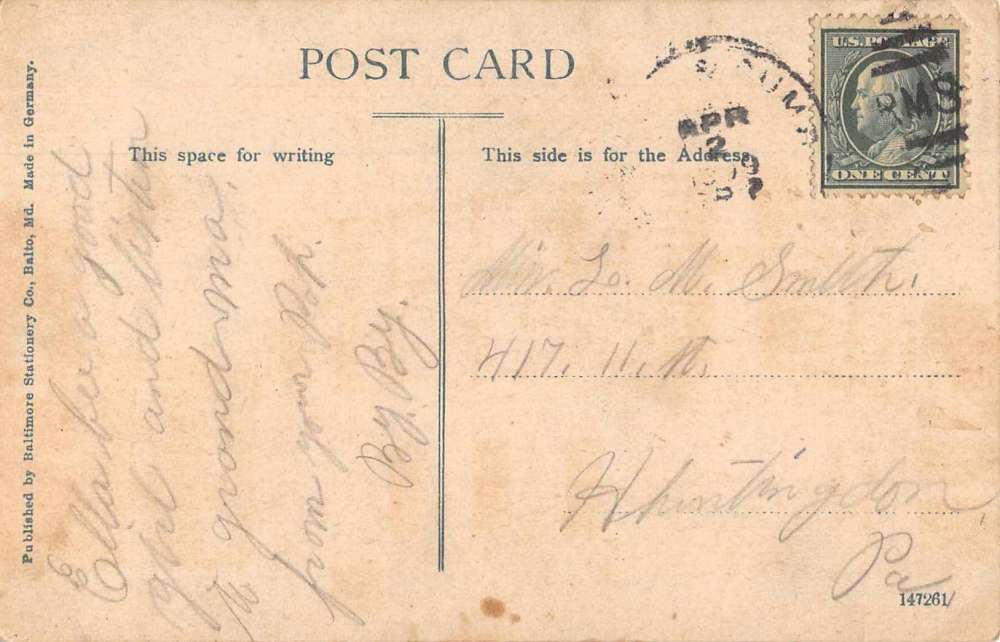 POST CARD
This space for writing
Ella be a good
girl and listen
to grandma.
from your Pap.
By. By.
This side is for the Address
APR
2
RMS
U.S. POSTAGE
ONE CENT
L. M. Smith.
417. 11. St.
Huntingdon
Pa
147261
Published by Baltimore Stationery Co., Balto, Md. Made in Germany.